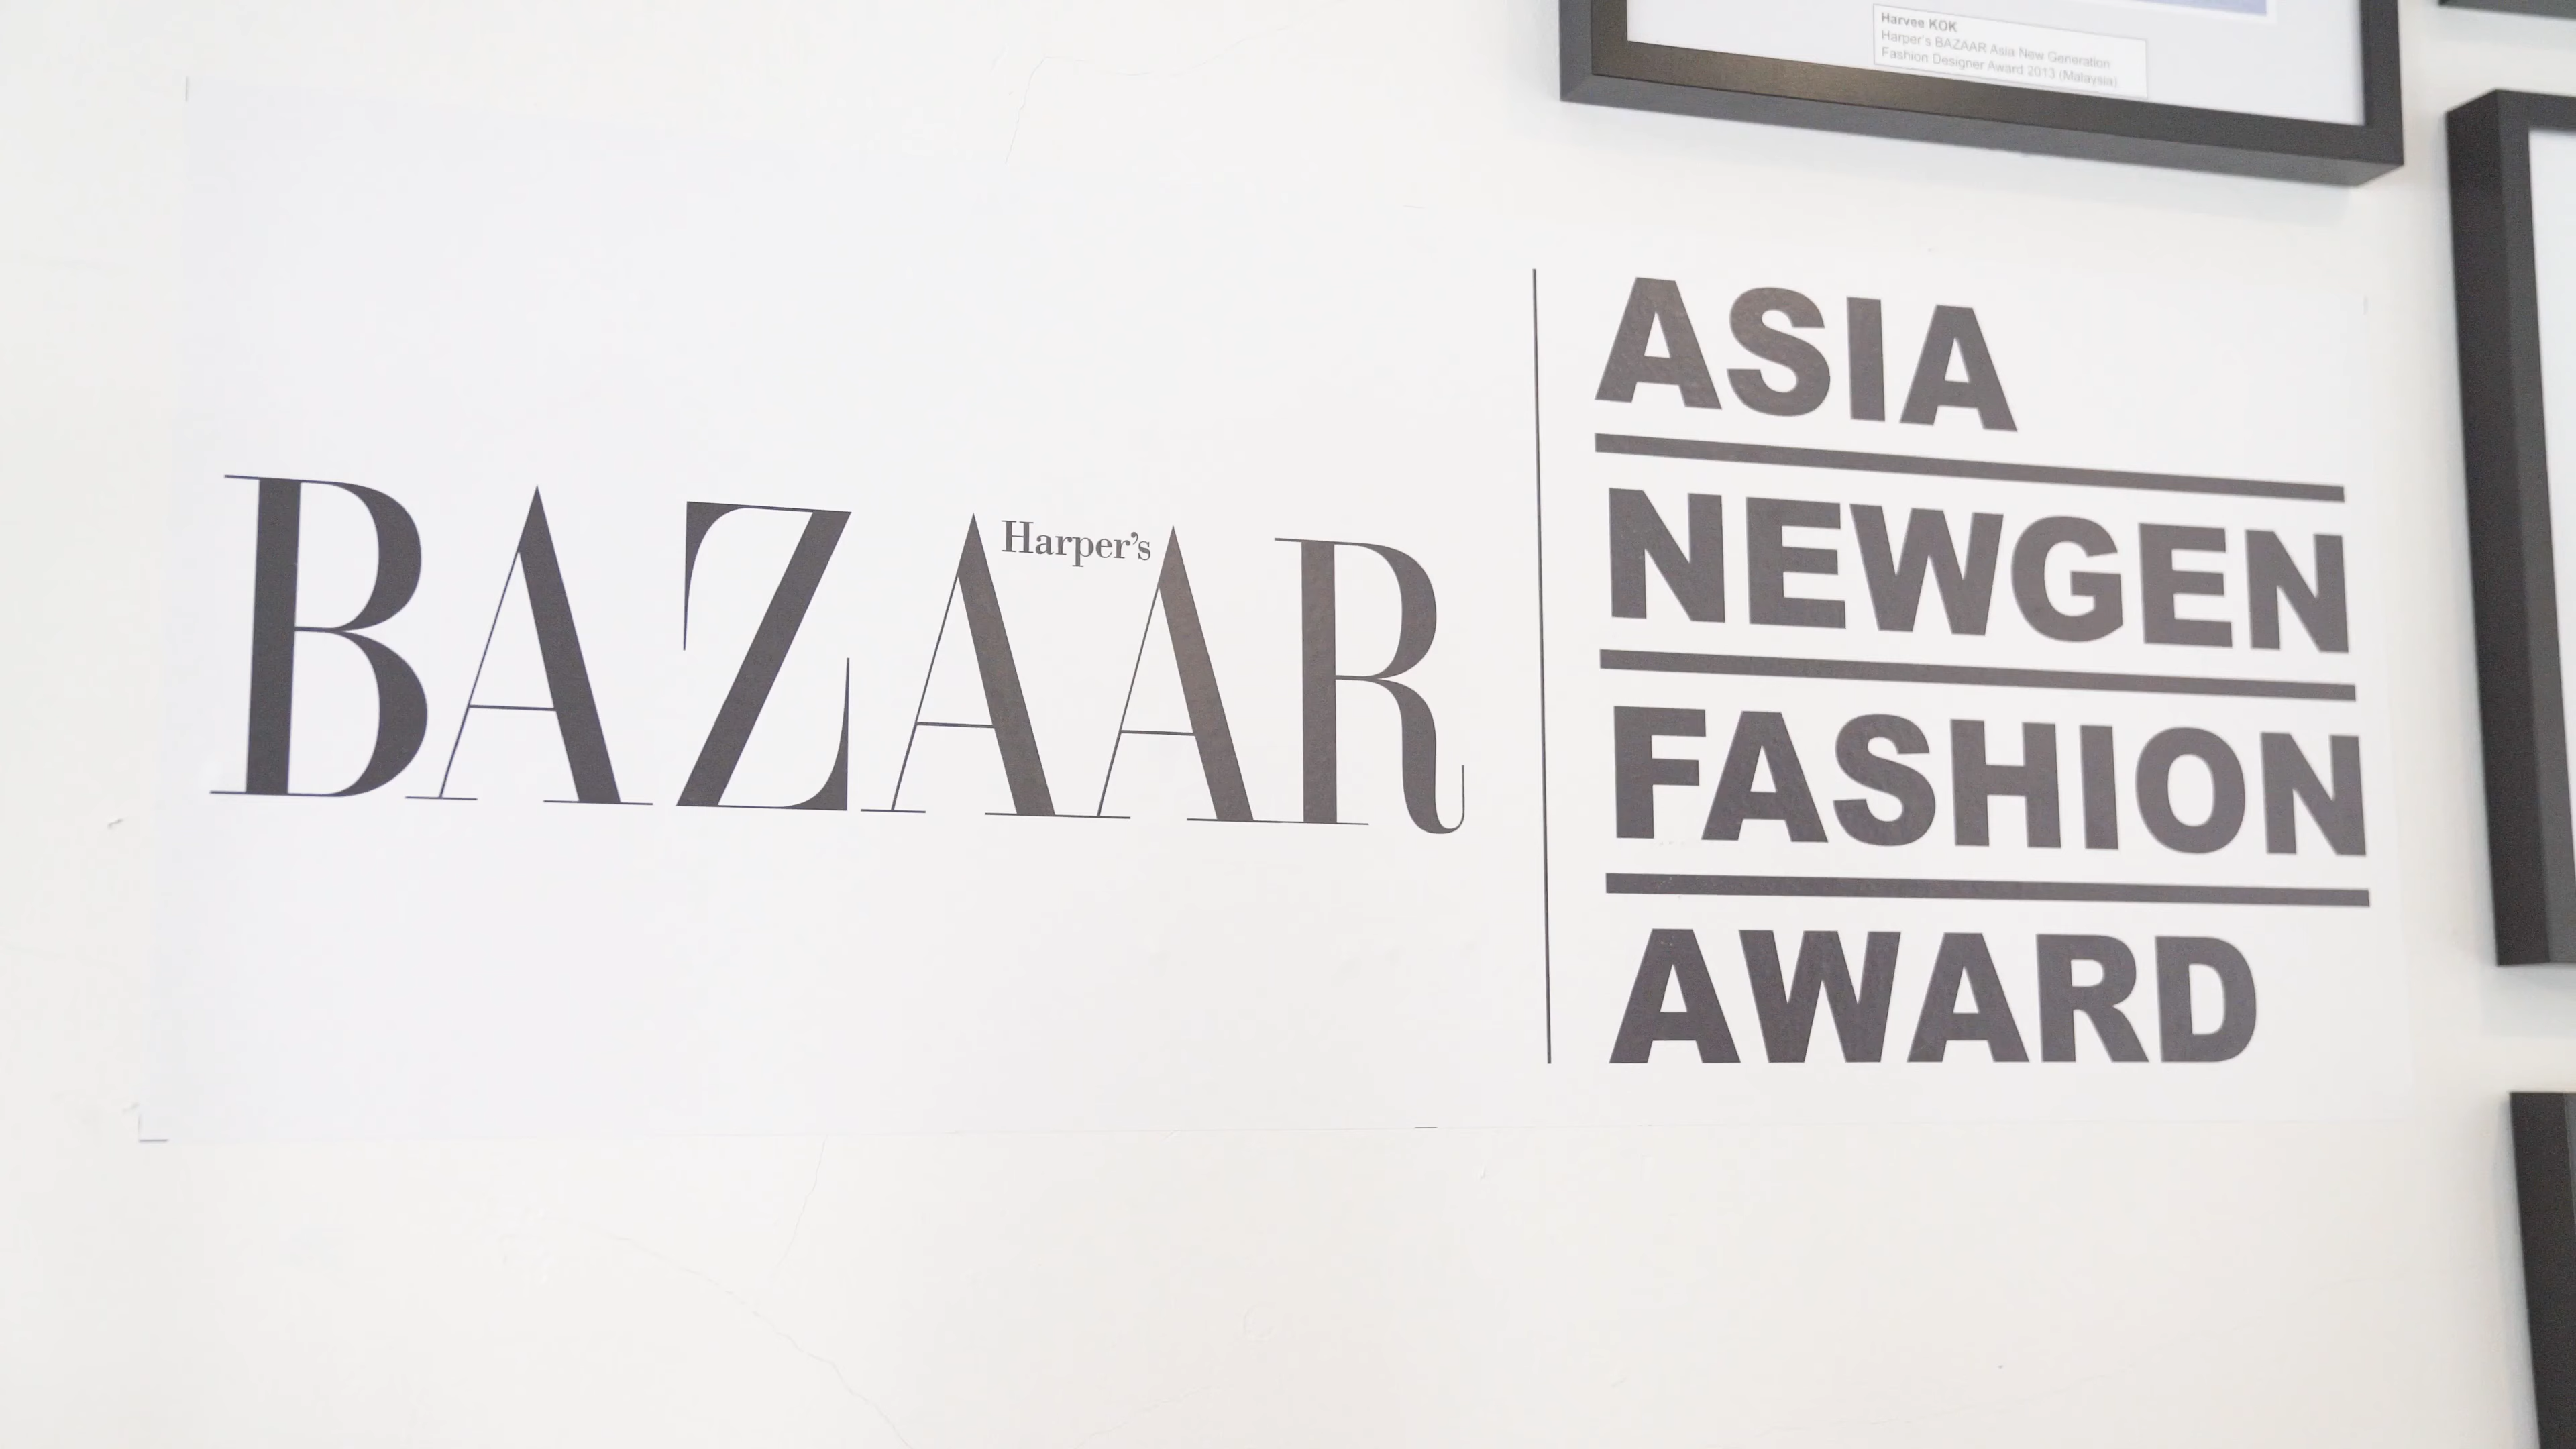 Harvee KOK
Harper's BAZAAR Asia New Generation
Fashion Designer Award 2013 (Malaysia)
Harper's
BAZAAR
ASIA
NEWGEN
FASHION
AWARD